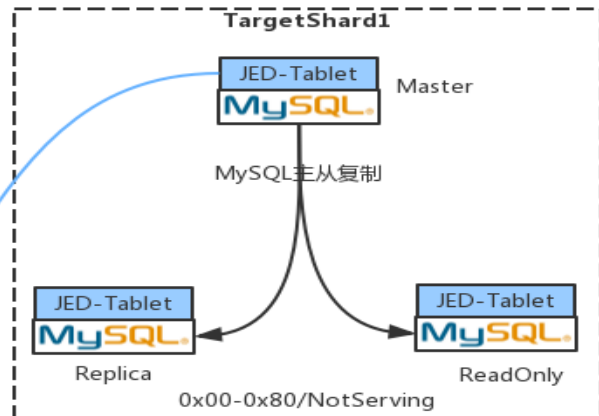 TargetShard1
JED-Tablet
MySQL®
Master
MySQL主从复制
JED-Tablet
MySQL®
Replica
JED-Tablet
MySQL®
ReadOnly
0x00-0x80/NotServing